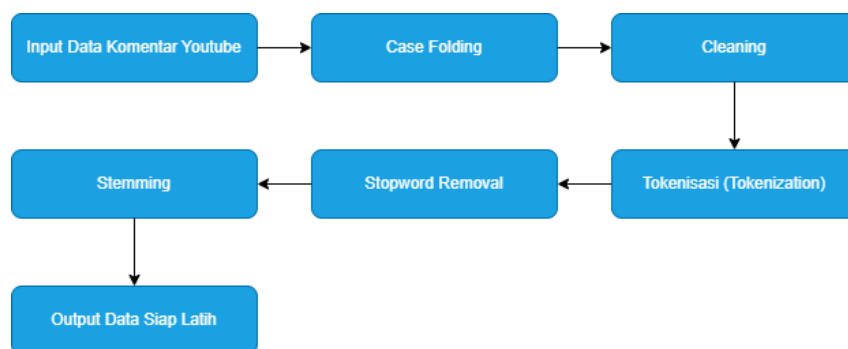 Input Data Komentar Youtube
Case Folding
Cleaning
Tokenisasi (Tokenization)
Stopword Removal
Stemming
Output Data Siap Latih